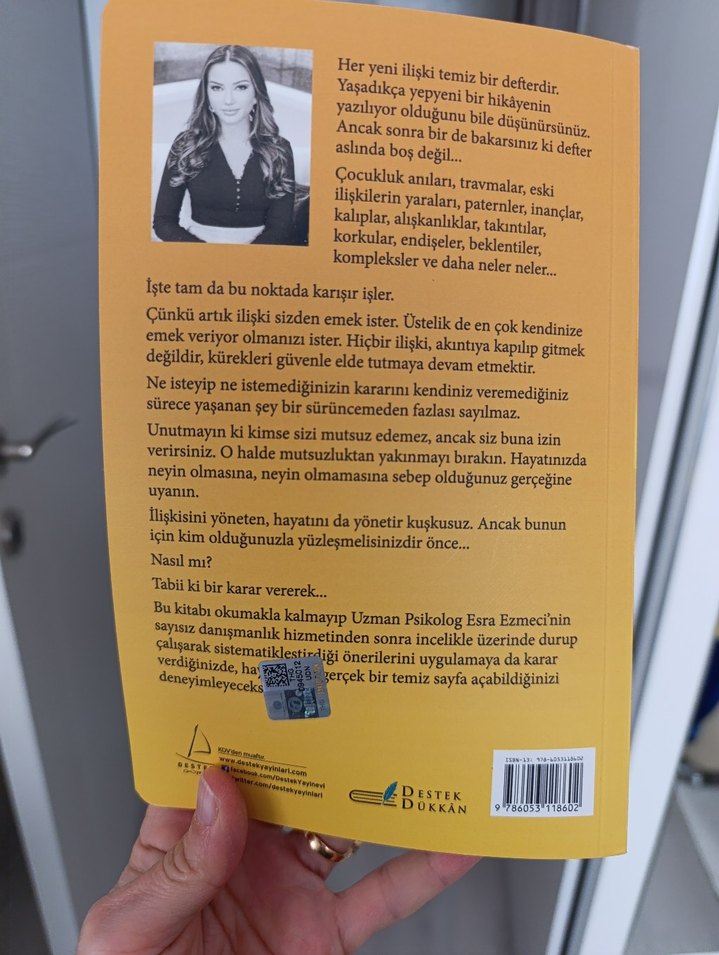 Her yeni ilişki temiz bir defterdir.
Yaşadıkça yepyeni bir hikâyenin
yazılıyor olduğunu bile düşünürsünüz.
Ancak sonra bir de bakarsınız ki defter
aslında boş değil...
Çocukluk anıları, travmalar, eski
ilişkilerin yaraları, paternler, inançlar,
kalıplar, alışkanlıklar, takıntılar,
korkular, endişeler, beklentiler,
kompleksler ve daha neler neler...
İşte tam da bu noktada karışır işler.
Çünkü artık ilişki sizden emek ister. Üstelik de en çok kendinize
emek veriyor olmanızı ister. Hiçbir ilişki, akıntıya kapılıp gitmek
değildir, kürekleri güvenle elde tutmaya devam etmektir.
Ne isteyip ne istemediğinizin kararını kendiniz veremediğiniz
sürece yaşanan şey bir sürüncemeden fazlası sayılmaz.
Unutmayın ki kimse sizi mutsuz edemez, ancak siz buna izin
verirsiniz. O halde mutsuzluktan yakınmayı bırakın. Hayatınızda
neyin olmasına, neyin olmamasına sebep olduğunuz gerçeğine
uyanın.
İlişkisini yöneten, hayatını da yönetir kuşkusuz. Ancak bunun
için kim olduğunuzla yüzleşmelisinizdir önce...
Nasıl mı?
Tabii ki bir karar vererek...
Bu kitabı okumakla kalmayıp Uzman Psikolog Esra Ezmeci'nin
sayısız danışmanlık hizmetinden sonra incelikle üzerinde durup
çalışarak sistematikleştirdiği önerilerini uygulamaya da karar
verdiğinizde, gerçek bir temiz sayfa açabildiğinizi
deneyimleyeceks
0945012
KDV'den muaftır.
www.destekyayinlari.com
facebook.com/DestekYayinevi
twitter.com/destekyayinlari
DESTEK
DÜKKÂN
ISBN-13: 978-6053118602
9 786053 118602